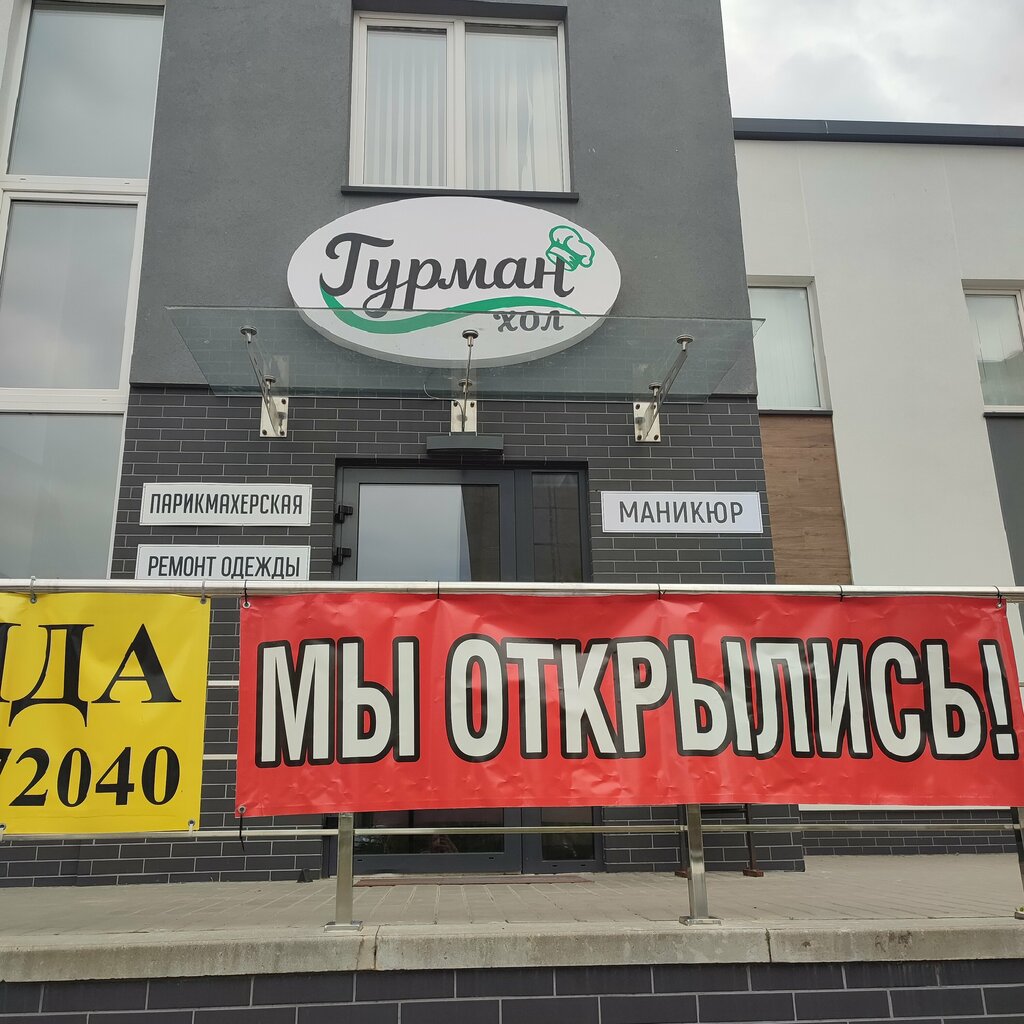 Гурман
хол
ПАРИКМАХЕРСКАЯ
РЕМОНТ ОДЕЖДЫ
МАНИКЮР
ДА
72040
МЫ ОТКРЫЛИСЬ!